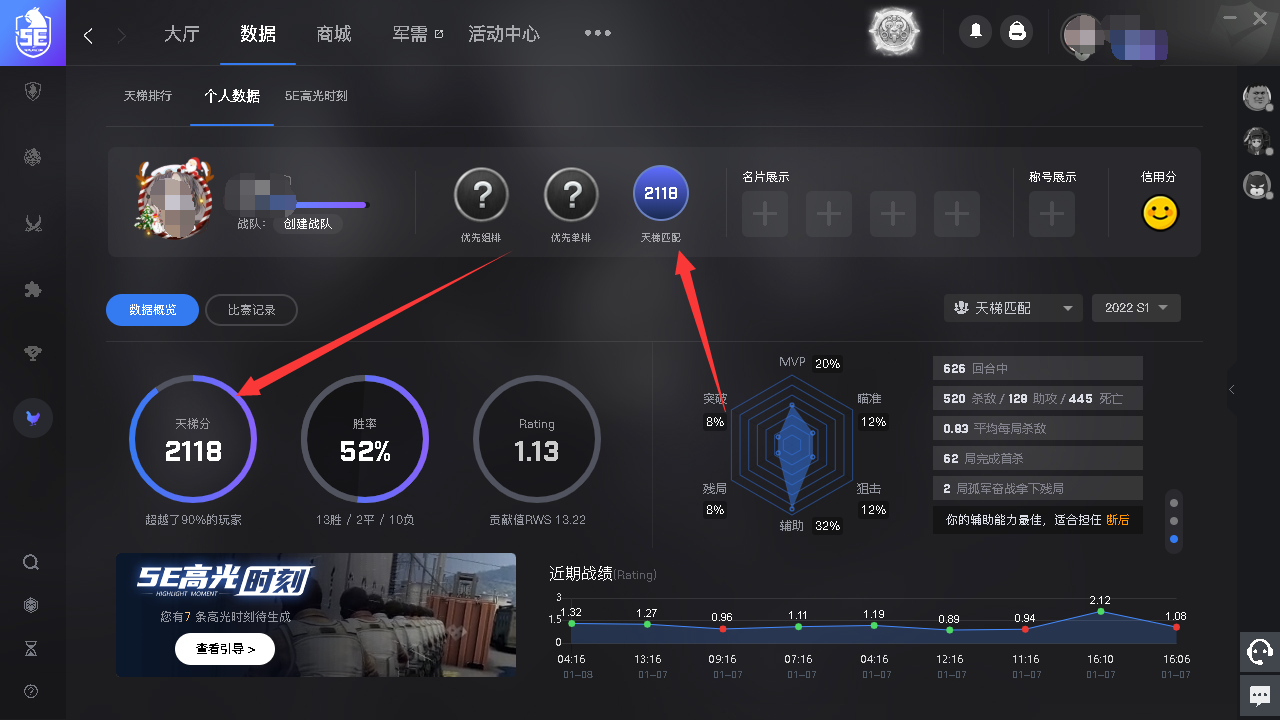 5E
大厅 数据 商城 军需 活动中心
天梯排行 个人数据 5E高光时刻
战队： 创建战队
? ? 2118
优先组排 优先单排 天梯匹配
名片展示 称号展示 信用分
数据概览 比赛记录
天梯匹配 2022 S1
天梯分
2118
超越了90%的玩家
胜率
52%
13胜 / 2平 / 10负
Rating
1.13
贡献值RWS 13.22
MVP 20%
突破
8%
瞄准
12%
残局
8%
狙击
12%
辅助 32%
626 回合中
520 杀敌 / 128 助攻 / 445 死亡
0.83 平均每局杀敌
62 局完成首杀
2 局孤军奋战拿下残局
你的辅助能力最佳，适合担任 断后
5E高光时刻
HIGHLIGHT MOMENT
您有7 条高光时刻待生成
查看引导 >
近期战绩(Rating)
3
1.5
0
1.32 1.27 0.96 1.11 1.19 0.89 0.94 2.12 1.08
04:16 13:16 09:16 07:16 04:16 12:16 11:16 16:10 16:06
01-08 01-07 01-07 01-07 01-07 01-07 01-07 01-07 01-07